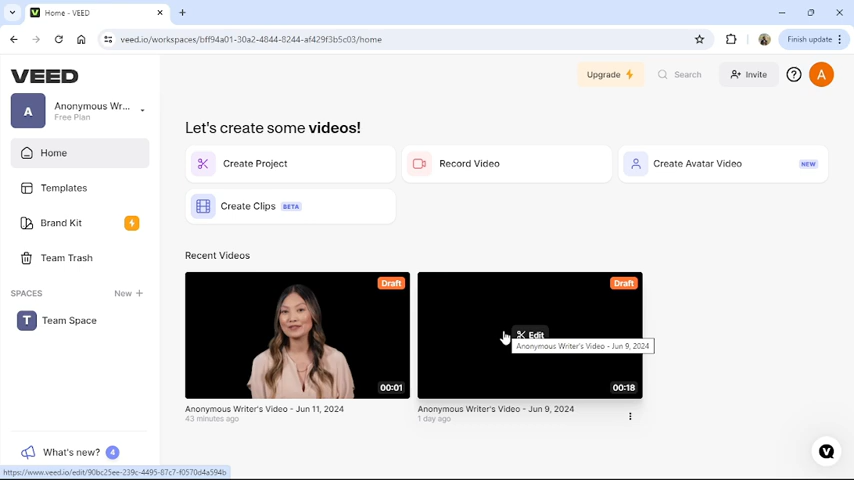 Home - VEED
veed.io/workspaces/bff94a01-30a2-4844-8244-af429f3b5c03/home
Finish update
VEED
Upgrade
Search
Invite
A
A
Anonymous Wr...
Free Plan
Home
Templates
Brand Kit
Team Trash
SPACES
New +
T
Team Space
What's new?
4
Let's create some videos!
Create Project
Record Video
Create Avatar Video
NEW
Create Clips
BETA
Recent Videos
Draft
00:01
Anonymous Writer's Video - Jun 11, 2024
43 minutes ago
Draft
Edit
Anonymous Writer's Video - Jun 9, 2024
00:18
Anonymous Writer's Video - Jun 9, 2024
1 day ago
https://www.veed.io/edit/90bc25ee-239c-4495-87c7-f0570d4a594b